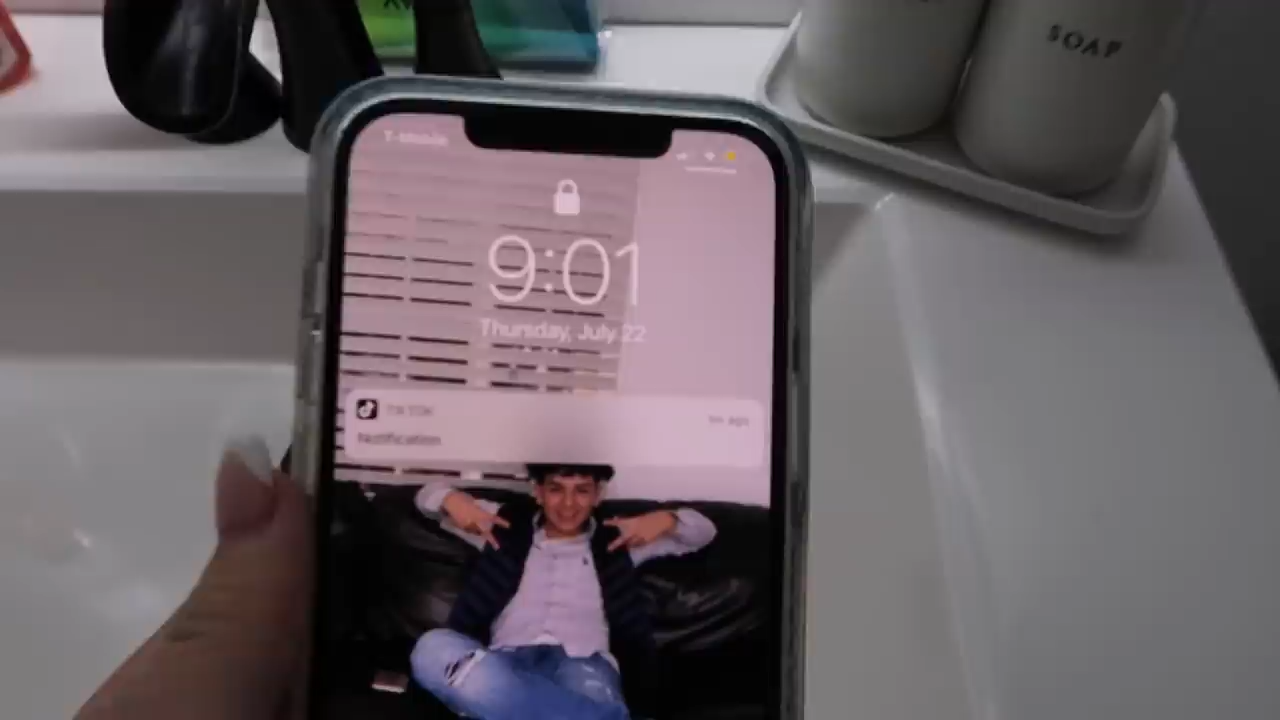 SOAP
T-Mobile
9:01
Thursday, July 22
TIKTOK
Notification